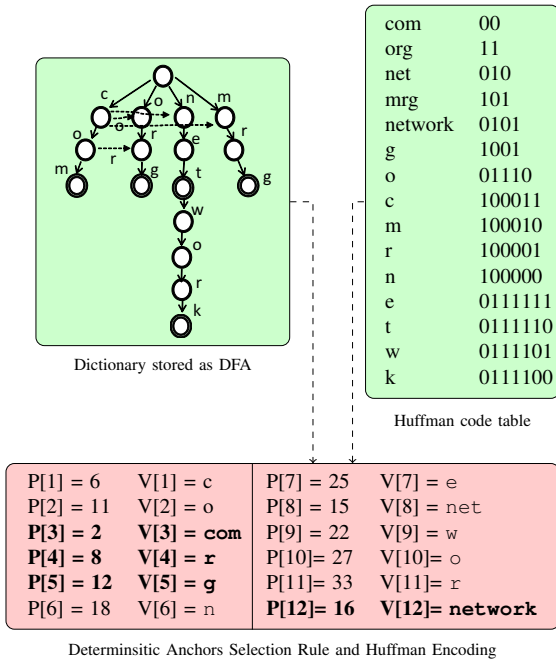 c
o
n
m
o
o
r
e
r
m
r
g
t
g
w
o
r
k
Dictionary stored as DFA
com 00
org 11
net 010
mrg 101
network 0101
g 1001
o 01110
c 100011
m 100010
r 100001
n 100000
e 0111111
t 0111110
w 0111101
k 0111100
Huffman code table
P[1] = 6 V[1] = c
P[2] = 11 V[2] = o
P[3] = 2 V[3] = com
P[4] = 8 V[4] = r
P[5] = 12 V[5] = g
P[6] = 18 V[6] = n
P[7] = 25 V[7] = e
P[8] = 15 V[8] = net
P[9] = 22 V[9] = w
P[10]= 27 V[10]= o
P[11]= 33 V[11]= r
P[12]= 16 V[12]= network
Determinsitic Anchors Selection Rule and Huffman Encoding